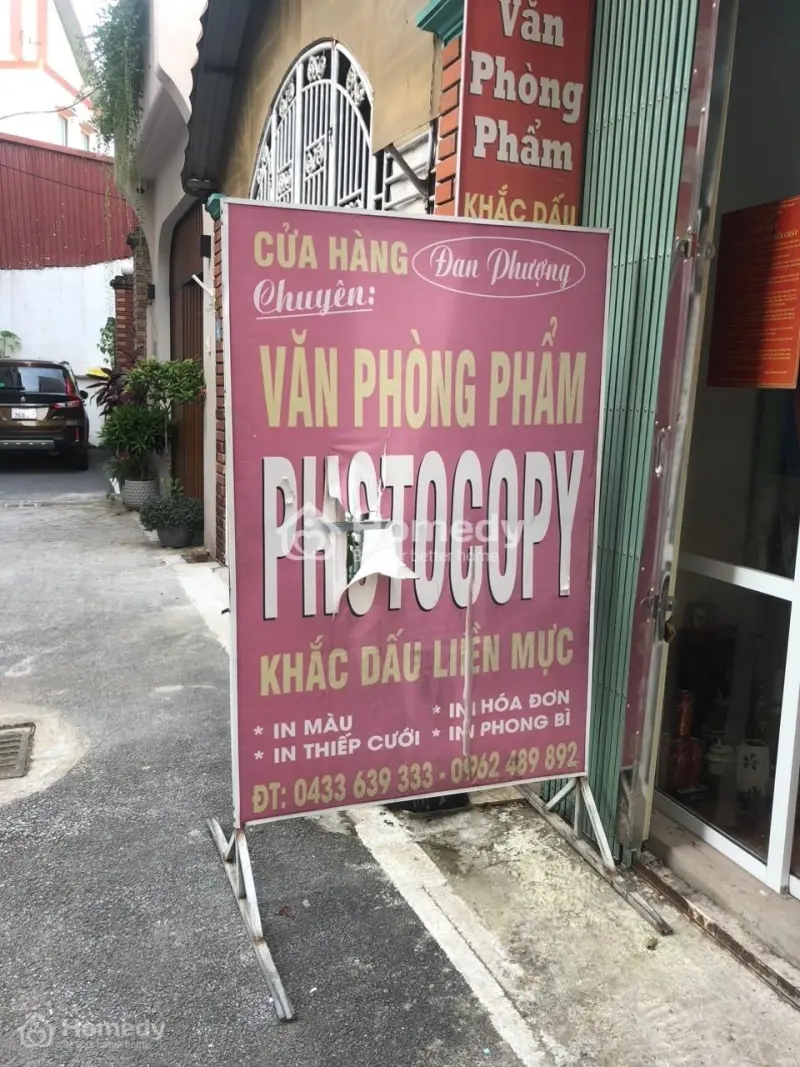 Văn
Phòng
Phẩm
KHẮC DẤU
CỬA HÀNG Đan Phượng
Chuyên:
VĂN PHÒNG PHẨM
PHOTOCOPY
KHẮC DẤU LIỀN MỰC
* IN MÀU * IN HÓA ĐƠN
* IN THIẾP CƯỚI * IN PHONG BÌ
ĐT: 0433 639 333 - 0962 489 892
Homedy
better home
Homedy